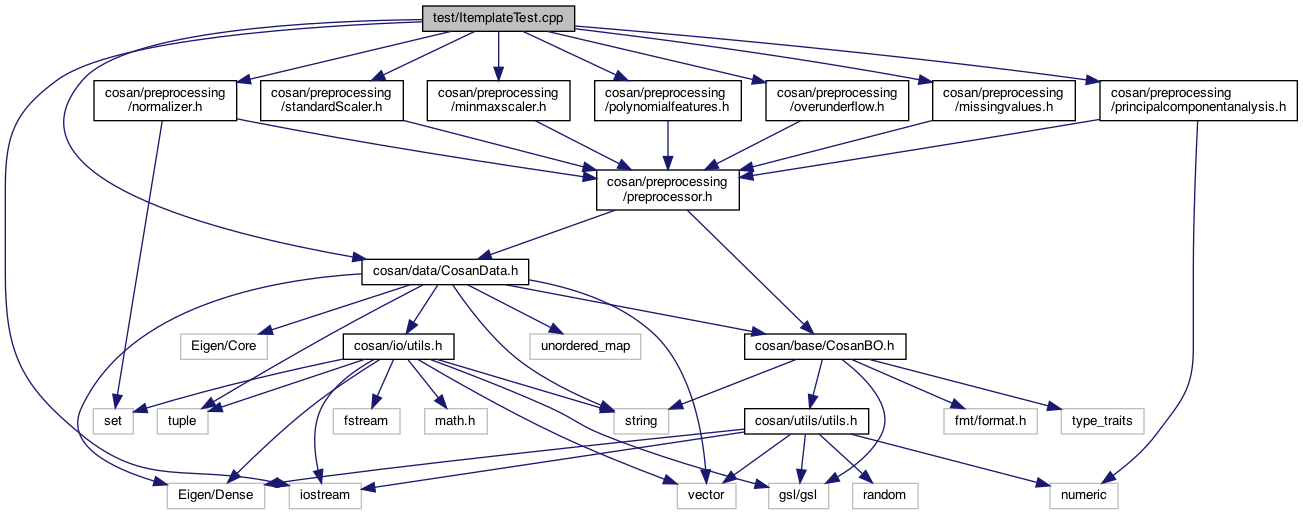 test/ItemplateTest.cpp
cosan/preprocessing
/normalizer.h
cosan/preprocessing
/standardScaler.h
cosan/preprocessing
/minmaxscaler.h
cosan/preprocessing
/polynomialfeatures.h
cosan/preprocessing
/overunderflow.h
cosan/preprocessing
/missingvalues.h
cosan/preprocessing
/principalcomponentanalysis.h
cosan/preprocessing
/preprocessor.h
cosan/data/CosanData.h
Eigen/Core
cosan/io/utils.h
unordered_map
cosan/base/CosanBO.h
set
tuple
fstream
math.h
string
cosan/utils/utils.h
fmt/format.h
type_traits
Eigen/Dense
iostream
vector
gsl/gsl
random
numeric